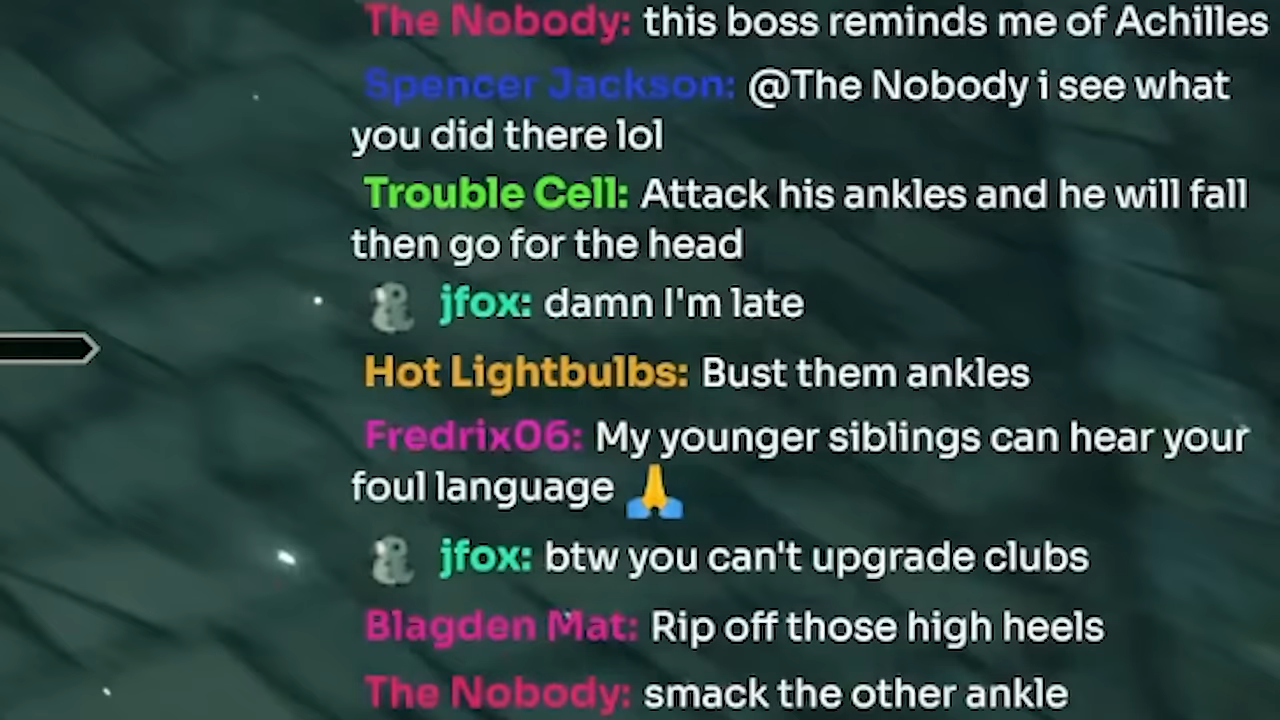 The Nobody: this boss reminds me of Achilles
Spencer Jackson: @The Nobody i see what
you did there lol
Trouble Cell: Attack his ankles and he will fall
then go for the head
jfox: damn I'm late
Hot Lightbulbs: Bust them ankles
Fredrix06: My younger siblings can hear your
foul language 🙏
jfox: btw you can't upgrade clubs
Blagden Mat: Rip off those high heels
The Nobody: smack the other ankle